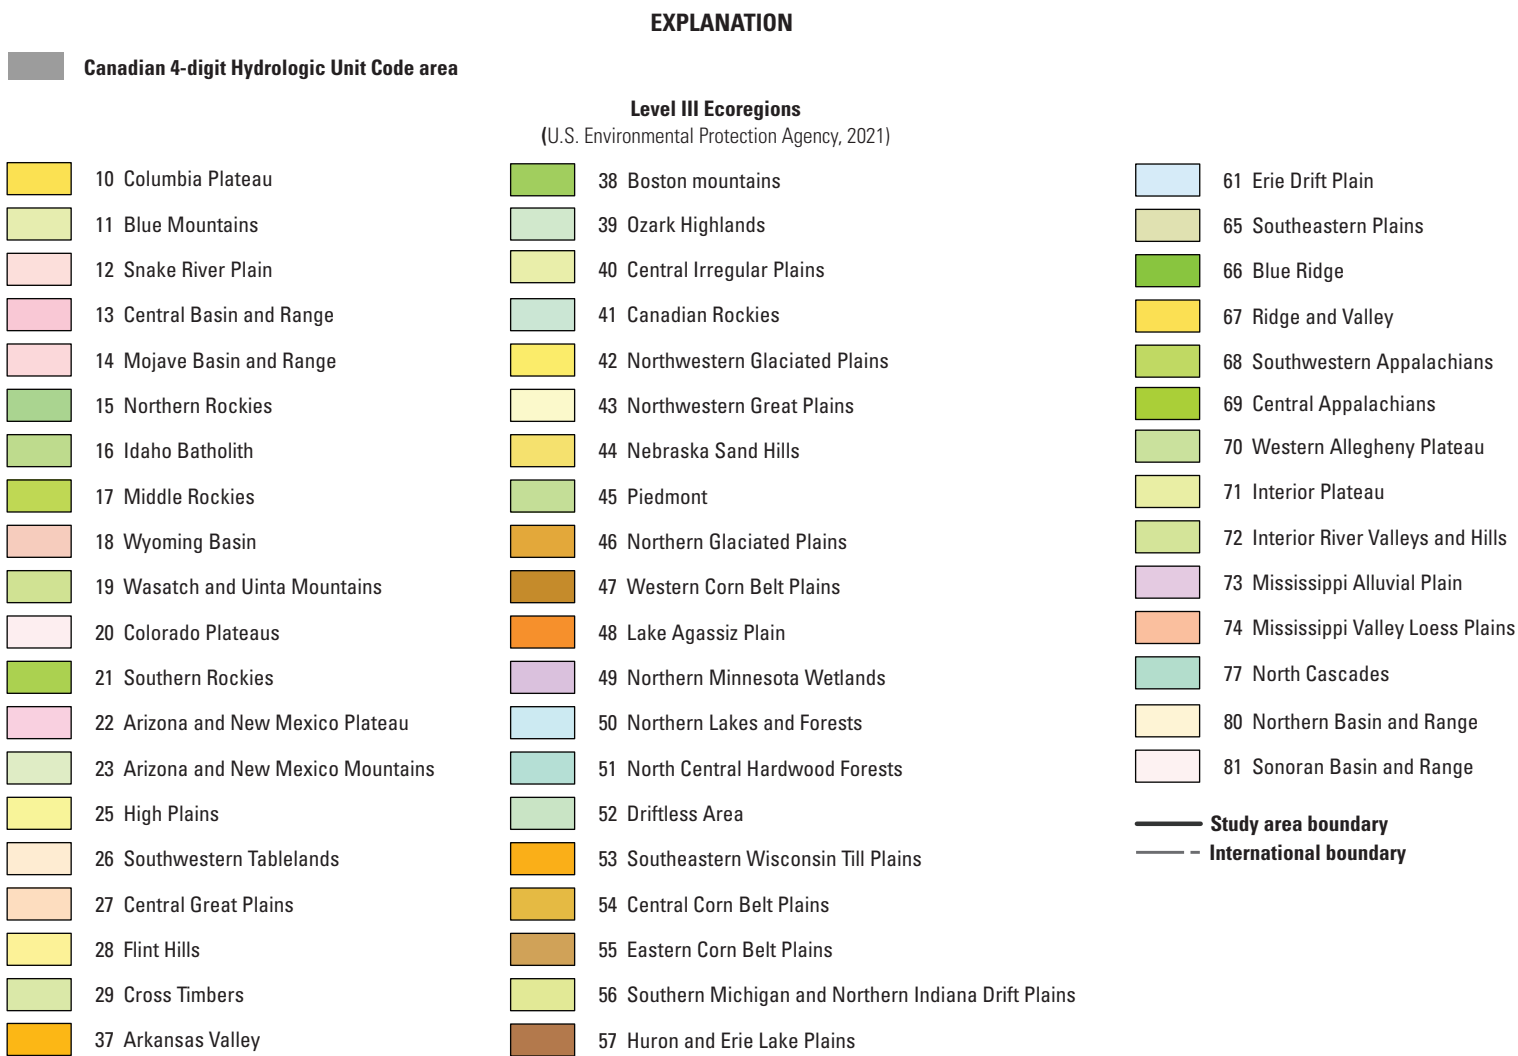 EXPLANATION
Canadian 4-digit Hydrologic Unit Code area
Level III Ecoregions
(U.S. Environmental Protection Agency, 2021)
10 Columbia Plateau
11 Blue Mountains
12 Snake River Plain
13 Central Basin and Range
14 Mojave Basin and Range
15 Northern Rockies
16 Idaho Batholith
17 Middle Rockies
18 Wyoming Basin
19 Wasatch and Uinta Mountains
20 Colorado Plateaus
21 Southern Rockies
22 Arizona and New Mexico Plateau
23 Arizona and New Mexico Mountains
25 High Plains
26 Southwestern Tablelands
27 Central Great Plains
28 Flint Hills
29 Cross Timbers
37 Arkansas Valley
38 Boston mountains
39 Ozark Highlands
40 Central Irregular Plains
41 Canadian Rockies
42 Northwestern Glaciated Plains
43 Northwestern Great Plains
44 Nebraska Sand Hills
45 Piedmont
46 Northern Glaciated Plains
47 Western Corn Belt Plains
48 Lake Agassiz Plain
49 Northern Minnesota Wetlands
50 Northern Lakes and Forests
51 North Central Hardwood Forests
52 Driftless Area
53 Southeastern Wisconsin Till Plains
54 Central Corn Belt Plains
55 Eastern Corn Belt Plains
56 Southern Michigan and Northern Indiana Drift Plains
57 Huron and Erie Lake Plains
61 Erie Drift Plain
65 Southeastern Plains
66 Blue Ridge
67 Ridge and Valley
68 Southwestern Appalachians
69 Central Appalachians
70 Western Allegheny Plateau
71 Interior Plateau
72 Interior River Valleys and Hills
73 Mississippi Alluvial Plain
74 Mississippi Valley Loess Plains
77 North Cascades
80 Northern Basin and Range
81 Sonoran Basin and Range
Study area boundary
International boundary